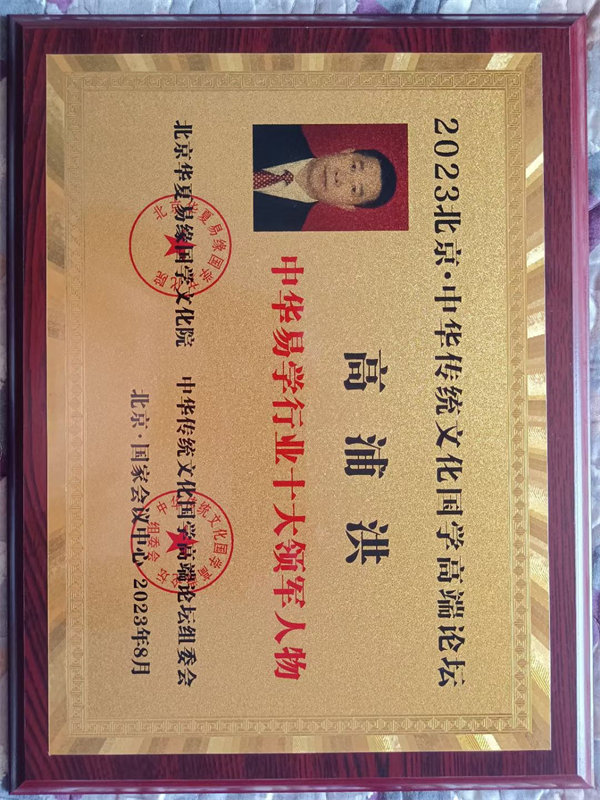 2023北京·中华传统文化国学高端论坛
高浦洪
中华易学行业十大领军人物
北京华夏易缘国学文化院 中华传统文化国学高端论坛组委会
北京·国家会议中心 2023年8月